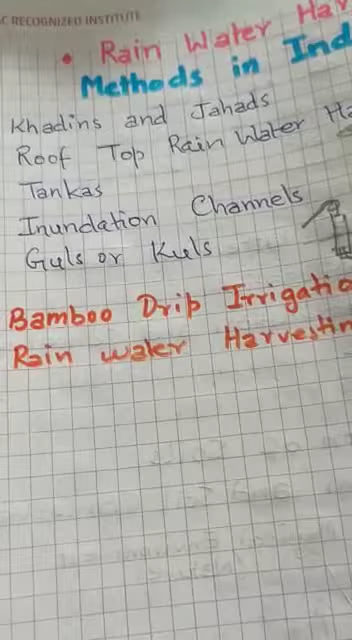 RECOGNIZED INSTITUTE
• Rain Water
Methods in
Khadins and Jahads
Roof Top Rain Water
Tankas
Inundation Channels
Guls or Kuls
Bamboo Drip
Rain water